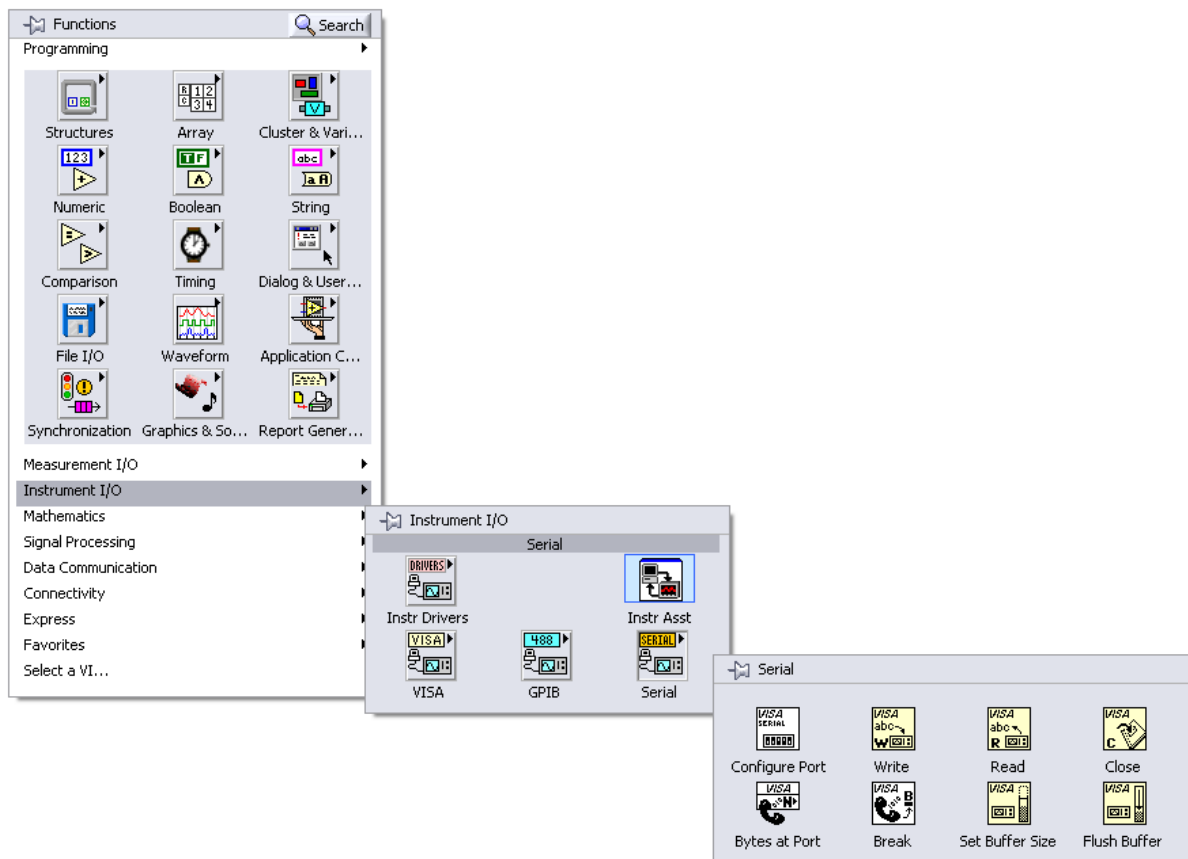 Functions
Search
Programming
Structures
Array
Cluster & Vari...
Numeric
Boolean
String
Comparison
Timing
Dialog & User...
File I/O
Waveform
Application C...
Synchronization
Graphics & So...
Report Gener...
Measurement I/O
Instrument I/O
Mathematics
Signal Processing
Data Communication
Connectivity
Express
Favorites
Select a VI...
Instrument I/O
Serial
DRIVERS
Instr Drivers
Instr Asst
VISA
488
SERIAL
VISA
GPIB
Serial
Serial
VISA SERIAL
VISA abc W
VISA abc R
VISA C
Configure Port
Write
Read
Close
VISA N
VISA B
VISA
VISA
Bytes at Port
Break
Set Buffer Size
Flush Buffer